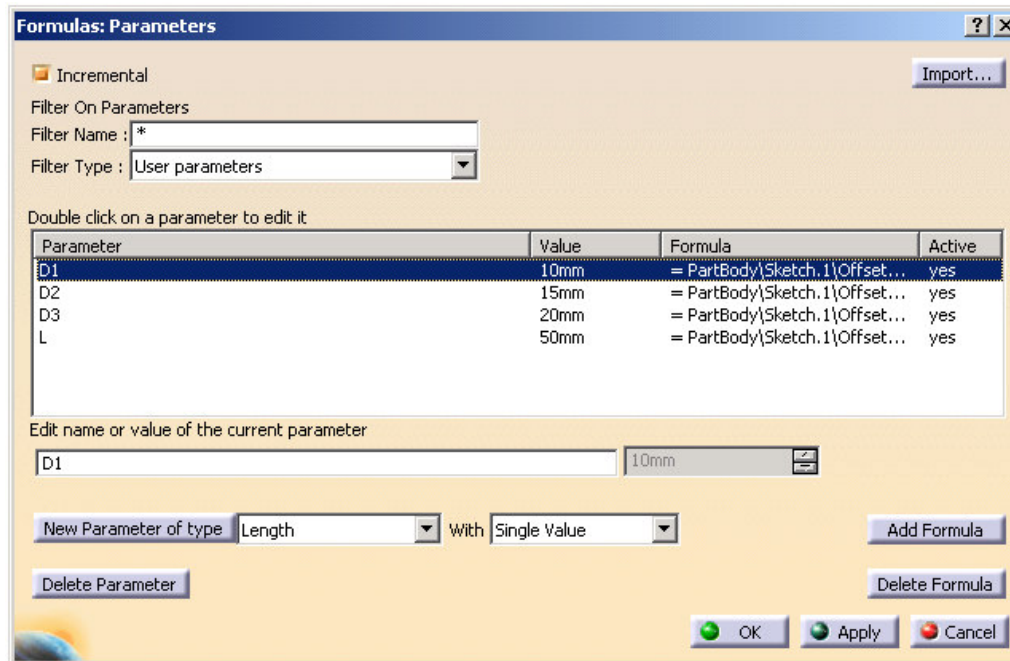 Formulas: Parameters
Incremental Import...
Filter On Parameters
Filter Name : *
Filter Type : User parameters
Double click on a parameter to edit it
Parameter Value Formula Active
D1 10mm = PartBody\Sketch.1\Offset... yes
D2 15mm = PartBody\Sketch.1\Offset... yes
D3 20mm = PartBody\Sketch.1\Offset... yes
L 50mm = PartBody\Sketch.1\Offset... yes
Edit name or value of the current parameter
D1 10mm
New Parameter of type Length With Single Value Add Formula
Delete Parameter Delete Formula
OK Apply Cancel